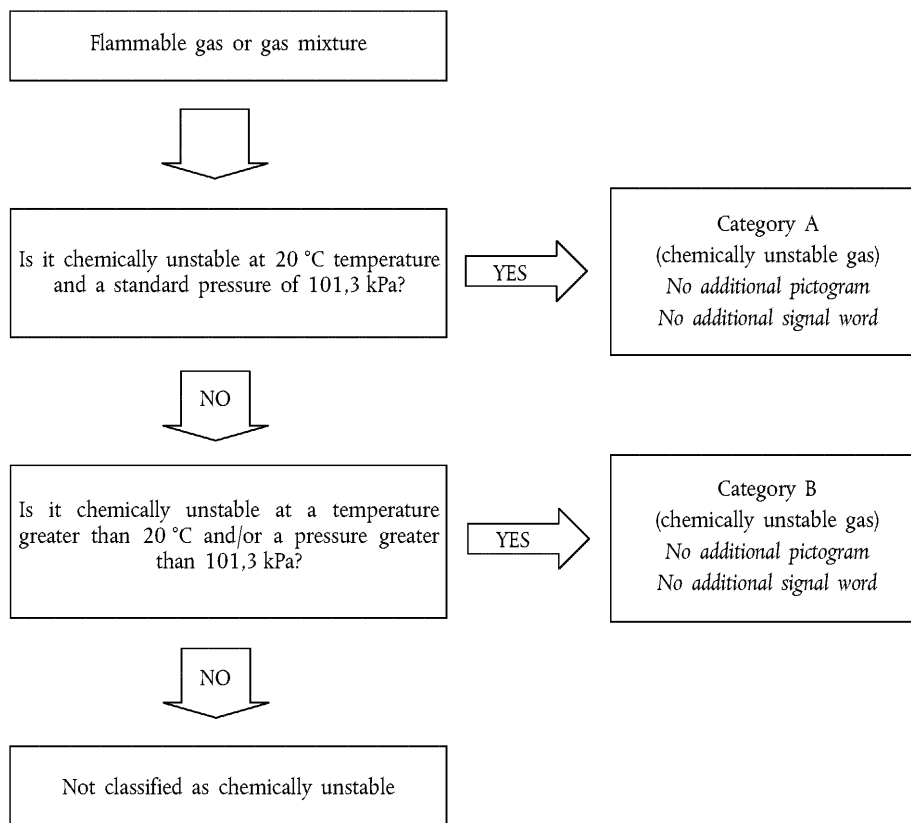 Flammable gas or gas mixture
Is it chemically unstable at 20 °C temperature
and a standard pressure of 101,3 kPa?
YES
Category A
(chemically unstable gas)
No additional pictogram
No additional signal word
NO
Is it chemically unstable at a temperature
greater than 20 °C and/or a pressure greater
than 101,3 kPa?
YES
Category B
(chemically unstable gas)
No additional pictogram
No additional signal word
NO
Not classified as chemically unstable